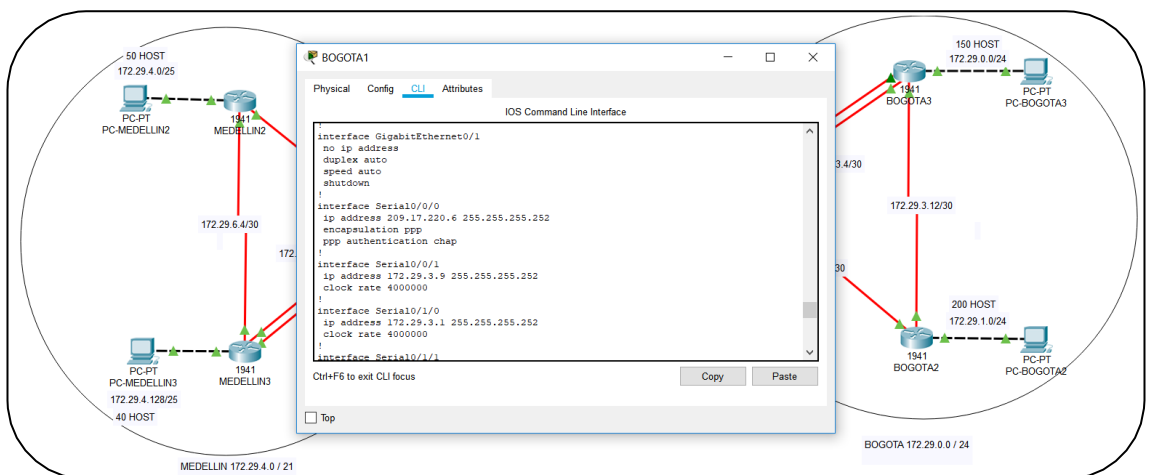 50 HOST
172.29.4.0/25
PC-PT
PC-MEDELLIN2
1941
MEDELLIN2
172.29.6.4/30
172.
PC-PT
PC-MEDELLIN3
172.29.4.128/25
40 HOST
1941
MEDELLIN3
MEDELLIN 172.29.4.0 / 21
BOGOTA1
Physical Config CLI Attributes
IOS Command Line Interface
!
interface GigabitEthernet0/1
no ip address
duplex auto
speed auto
shutdown
!
interface Serial0/0/0
ip address 209.17.220.6 255.255.255.252
encapsulation ppp
ppp authentication chap
!
interface Serial0/0/1
ip address 172.29.3.9 255.255.255.252
clock rate 4000000
!
interface Serial0/1/0
ip address 172.29.3.1 255.255.255.252
clock rate 4000000
!
interface Serial0/1/1
Ctrl+F6 to exit CLI focus
Copy Paste
Top
150 HOST
172.29.0.0/24
1941
BOGOTA3
PC-PT
PC-BOGOTA3
3.4/30
172.29.3.12/30
30
200 HOST
172.29.1.0/24
1941
BOGOTA2
PC-PT
PC-BOGOTA2
BOGOTA 172.29.0.0 / 24